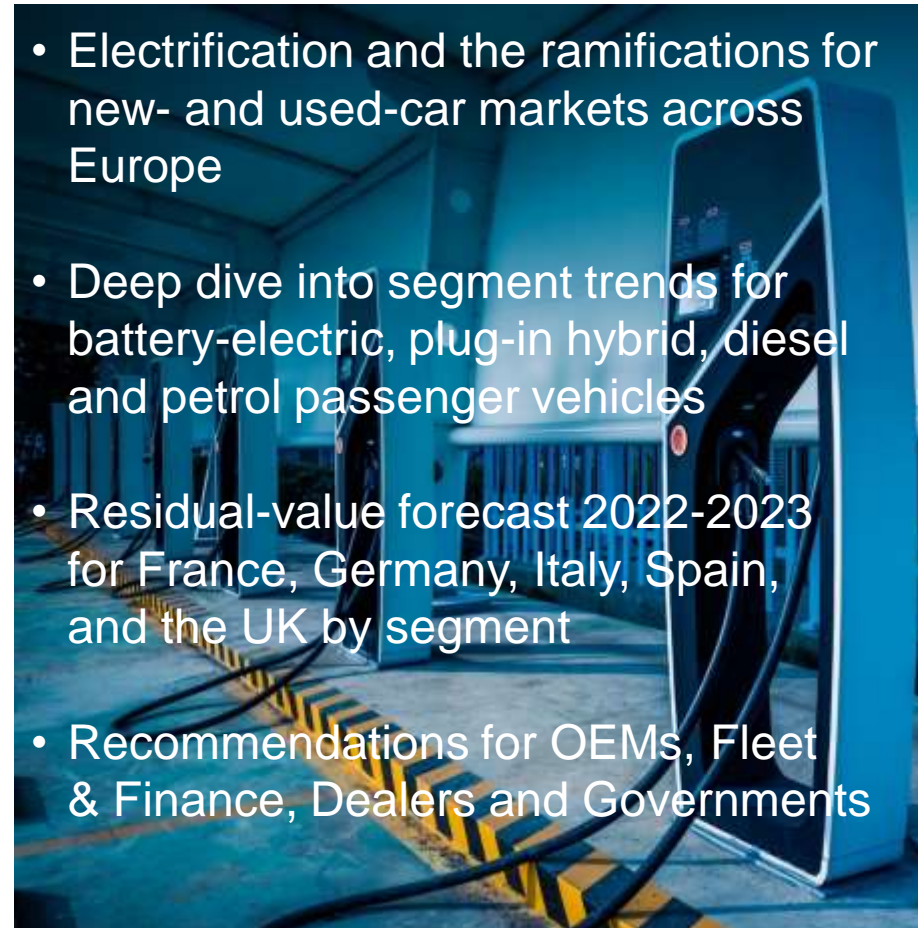 • Electrification and the ramifications for
new- and used-car markets across
Europe
• Deep dive into segment trends for
battery-electric, plug-in hybrid, diesel
and petrol passenger vehicles
• Residual-value forecast 2022-2023
for France, Germany, Italy, Spain,
and the UK by segment
• Recommendations for OEMs, Fleet
& Finance, Dealers and Governments